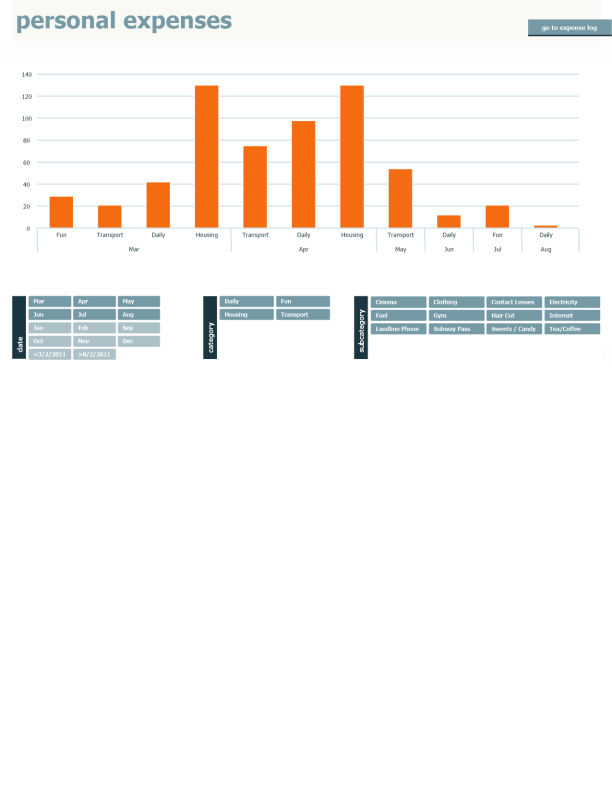 personal expenses
go to expense log
140
120
100
80
60
40
20
0
Fun Transport Daily Housing Transport Daily Housing Transport Daily Fun Daily
Mar Apr May Jun Jul Aug
date
Mar Apr May
Jun Jul Aug
Jan Feb Sep
Oct Nov Dec
<3/2/2011 >8/2/2011
category
Daily Fun
Housing Transport
subcategory
Cinema Clothing Contact Lenses Electricity
Fuel Gym Hair Cut Internet
Landline Phone Subway Pass Sweets / Candy Tea/Coffee